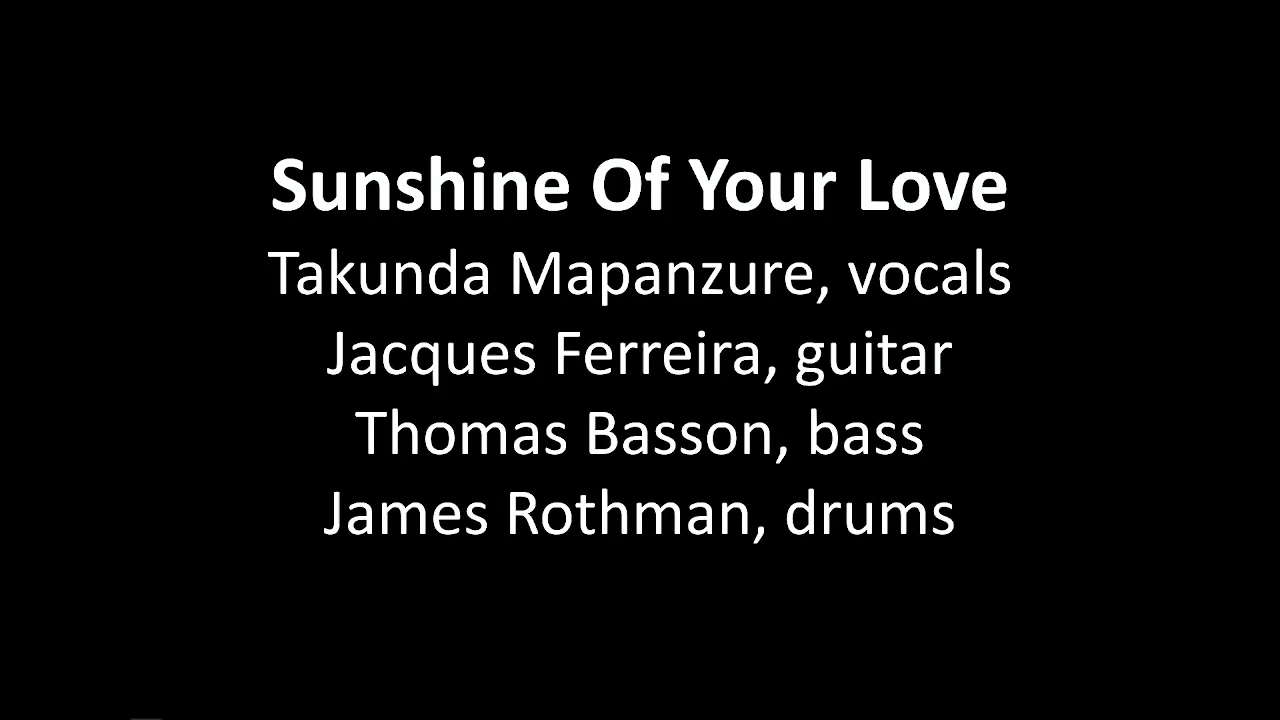 Sunshine Of Your Love
Takunda Mapanzure, vocals
Jacques Ferreira, guitar
Thomas Basson, bass
James Rothman, drums